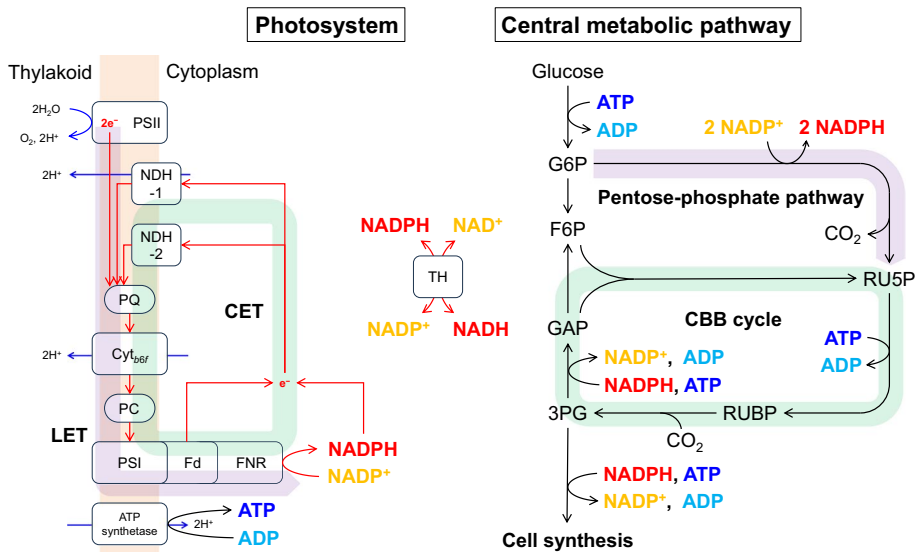 Photosystem
Central metabolic pathway
Thylakoid
Cytoplasm
2H₂O
O₂, 2H⁺
2e⁻
PSII
2H⁺
NDH
-1
NDH
-2
PQ
CET
2H⁺
Cyt_b6f
PC
e⁻
LET
PSI
Fd
FNR
NADPH
NADP⁺
ATP
synthetase
2H⁺
ATP
ADP
NADPH
NAD⁺
TH
NADP⁺
NADH
Glucose
ATP
ADP
2 NADP⁺
2 NADPH
G6P
Pentose-phosphate pathway
F6P
CO₂
RU5P
GAP
CBB cycle
ATP
ADP
NADP⁺, ADP
NADPH, ATP
3PG
RUBP
CO₂
NADPH, ATP
NADP⁺, ADP
Cell synthesis